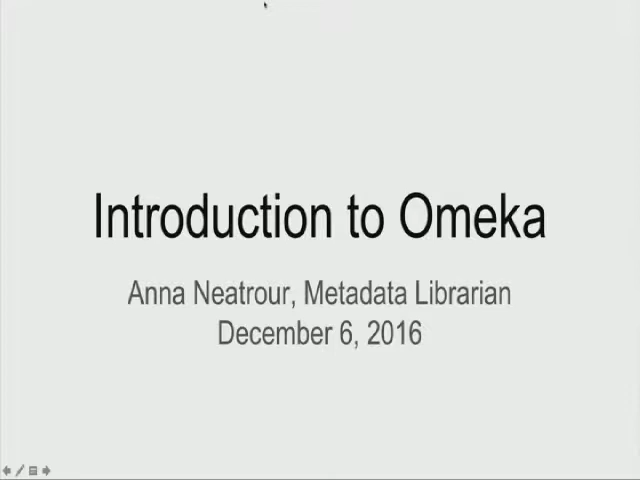 Introduction to Omeka
Anna Neatrour, Metadata Librarian
December 6, 2016